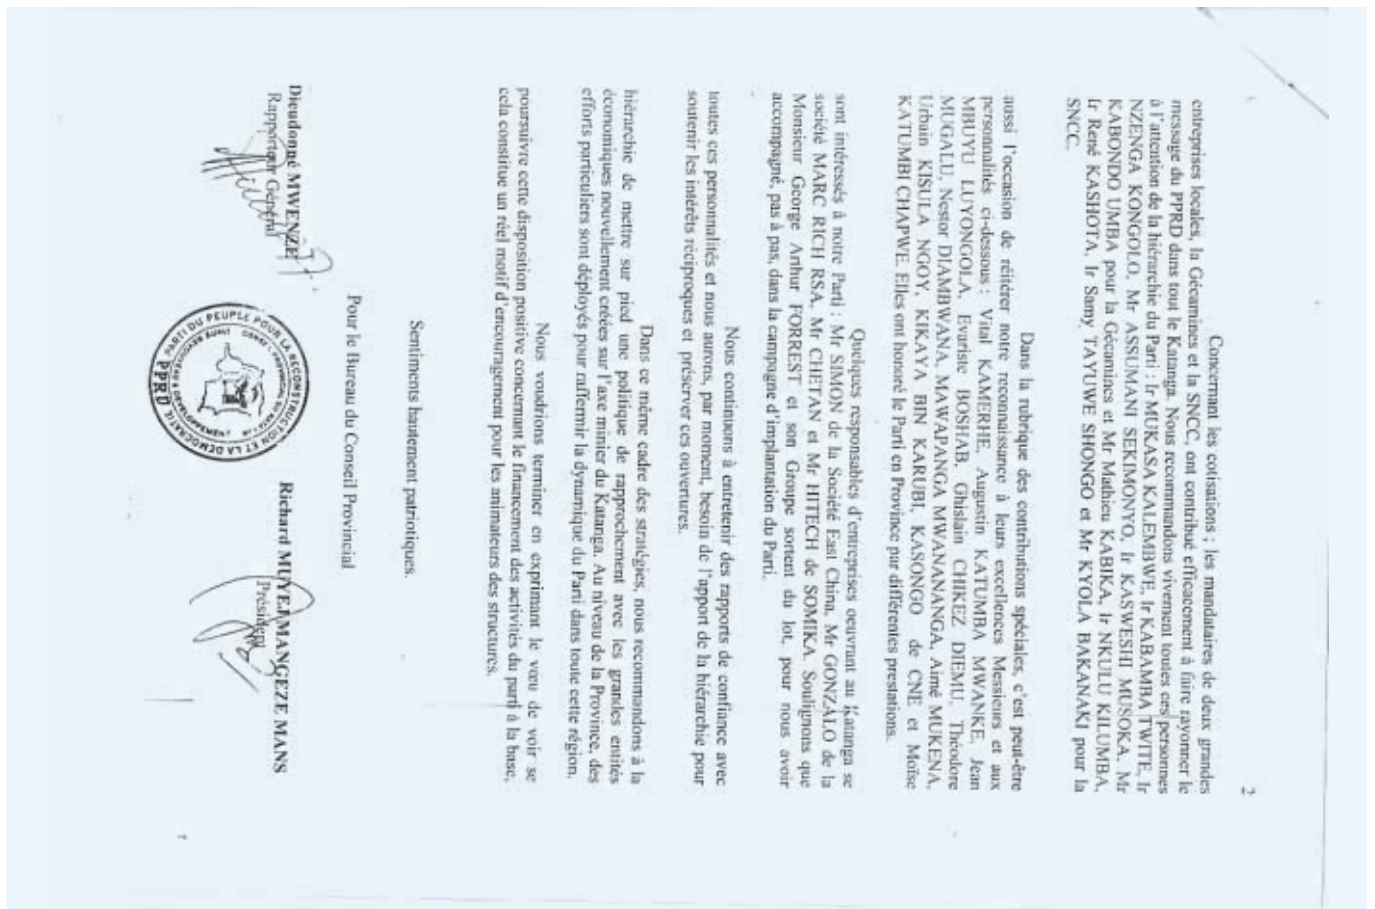 2
Concernant les cotisations ; les mandataires de deux grandes
entreprises locales, la Gécamines et la SNCC, ont contribué efficacement à faire rayonner le
message du PPRD dans tout le Katanga. Nous recommandons vivement toutes ces personnes
à l'attention de la hiérarchie du Parti : Ir MUKASA KALEMBWE, Ir KABAMBA TWITE, Ir
NZENGA KONGOLO, Mr ASSUMANI SEKIMONYO, Ir KASWESHI MUSOKA, Mr
KABONDO UMBA pour la Gécamines et Mr Mathieu KABIKA, Ir NKULU KILUMBA,
Ir René KASHOTA, Ir Samy TAYUWE SHONGO et Mr KYOLA BAKANAKI pour la
SNCC.
Dans la rubrique des contributions spéciales, c'est peut-être
aussi l'occasion de réitérer notre reconnaissance à leurs excellences Messieurs et aux
personnalités ci-dessous : Vital KAMERHE, Augustin KATUMBA MWANKE, Jean
MBUYU LUYONGOLA, Evariste BOSHAB, Ghislain CHIKEZ DIEMU, Théodore
MUGALU, Nestor DIAMBWANA, MAWAPANGA MWANANANGA, Aimé MUKENA,
Urbain KISULA NGOY, KIKAYA BIN KARUBI, KASONGO de CNE et Moïse
KATUMBI CHAPWE. Elles ont honoré le Parti en Province par différentes prestations.
Quelques responsables d'entreprises oeuvrant au Katanga se
sont intéressés à notre Parti : Mr SIMON de la Société East China, Mr GONZALO de la
société MARC RICH RSA, Mr CHETAN et Mr HITECH de SOMIKA. Soulignons que
Monsieur George Arthur FORREST et son Groupe sortent du lot, pour nous avoir
accompagné, pas à pas, dans la campagne d'implantation du Parti.
Nous continuons à entretenir des rapports de confiance avec
toutes ces personnalités et nous aurons, par moment, besoin de l'apport de la hiérarchie pour
soutenir les intérêts réciproques et préserver ces ouvertures.
Dans ce même cadre des stratégies, nous recommandons à la
hiérarchie de mettre sur pied une politique de rapprochement avec les grandes entités
économiques nouvellement créées sur l'axe minier du Katanga. Au niveau de la Province, des
efforts particuliers sont déployés pour raffermir la dynamique du Parti dans toute cette région.
Nous voudrions terminer en exprimant le vœu de voir se
poursuivre cette disposition positive concernant le financement des activités du parti à la base,
cela constitue un réel motif d'encouragement pour les animateurs des structures.
Sentiments hautement patriotiques.
Pour le Bureau du Conseil Provincial
Dieudonné MWENZE
Rapporteur Général
Richard MUYEJ MANGEZE MANS
Président
PARTI DU PEUPLE POUR LA RECONSTRUCTION ET LA DEMOCRATIE
PPRD